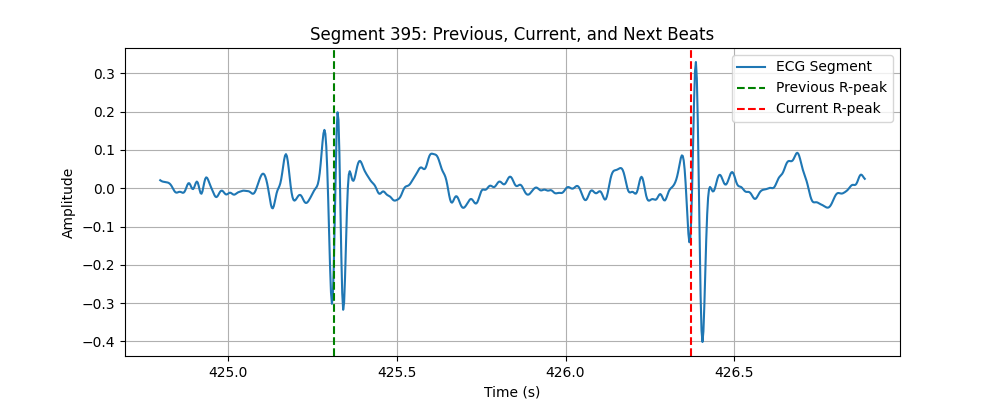 Segment 395: Previous, Current, and Next Beats
ECG Segment
Previous R-peak
Current R-peak
0.3
0.2
0.1
0.0
−0.1
−0.2
−0.3
−0.4
Amplitude
425.0 425.5 426.0 426.5
Time (s)